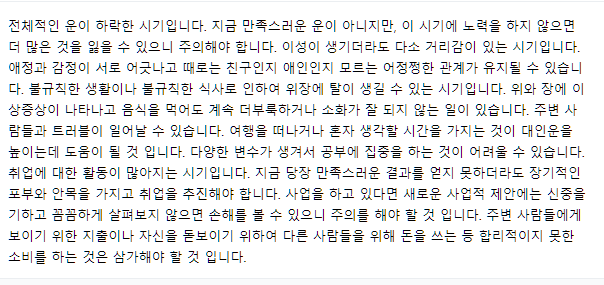 전체적인 운이 하락한 시기입니다. 지금 만족스러운 운이 아니지만, 이 시기에 노력을 하지 않으면
더 많은 것을 잃을 수 있으니 주의해야 합니다. 이성이 생기더라도 다소 거리감이 있는 시기입니다.
애정과 감정이 서로 어긋나고 때로는 친구인지 애인인지 모르는 어정쩡한 관계가 유지될 수 있습니
다. 불규칙한 생활이나 불규칙한 식사로 인하여 위장에 탈이 생길 수 있는 시기입니다. 위와 장에 이
상증상이 나타나고 음식을 먹어도 계속 더부룩하거나 소화가 잘 되지 않는 일이 있습니다. 주변 사
람들과 트러블이 일어날 수 있습니다. 여행을 떠나거나 혼자 생각할 시간을 가지는 것이 대인운을
높이는데 도움이 될 것 입니다. 다양한 변수가 생겨서 공부에 집중을 하는 것이 어려울 수 있습니다.
취업에 대한 활동이 많아지는 시기입니다. 지금 당장 만족스러운 결과를 얻지 못하더라도 장기적인
포부와 안목을 가지고 취업을 추진해야 합니다. 사업을 하고 있다면 새로운 사업적 제안에는 신중을
기하고 꼼꼼하게 살펴보지 않으면 손해를 볼 수 있으니 주의를 해야 할 것 입니다. 주변 사람들에게
보이기 위한 지출이나 자신을 돋보이기 위하여 다른 사람들을 위해 돈을 쓰는 등 합리적이지 못한
소비를 하는 것은 삼가해야 할 것 입니다.